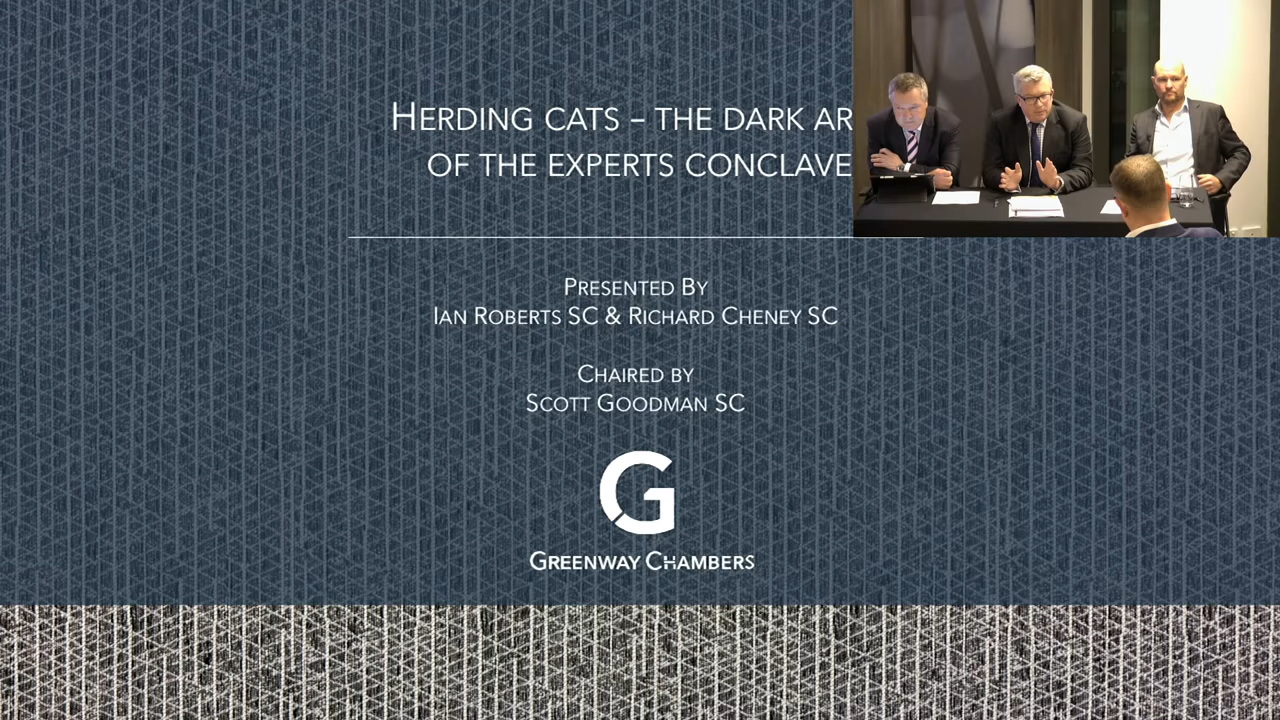 HERDING CATS – THE DARK AR
OF THE EXPERTS CONCLAVE
PRESENTED BY
IAN ROBERTS SC & RICHARD CHENEY SC
CHAIRED BY
SCOTT GOODMAN SC
G
GREENWAY CHAMBERS